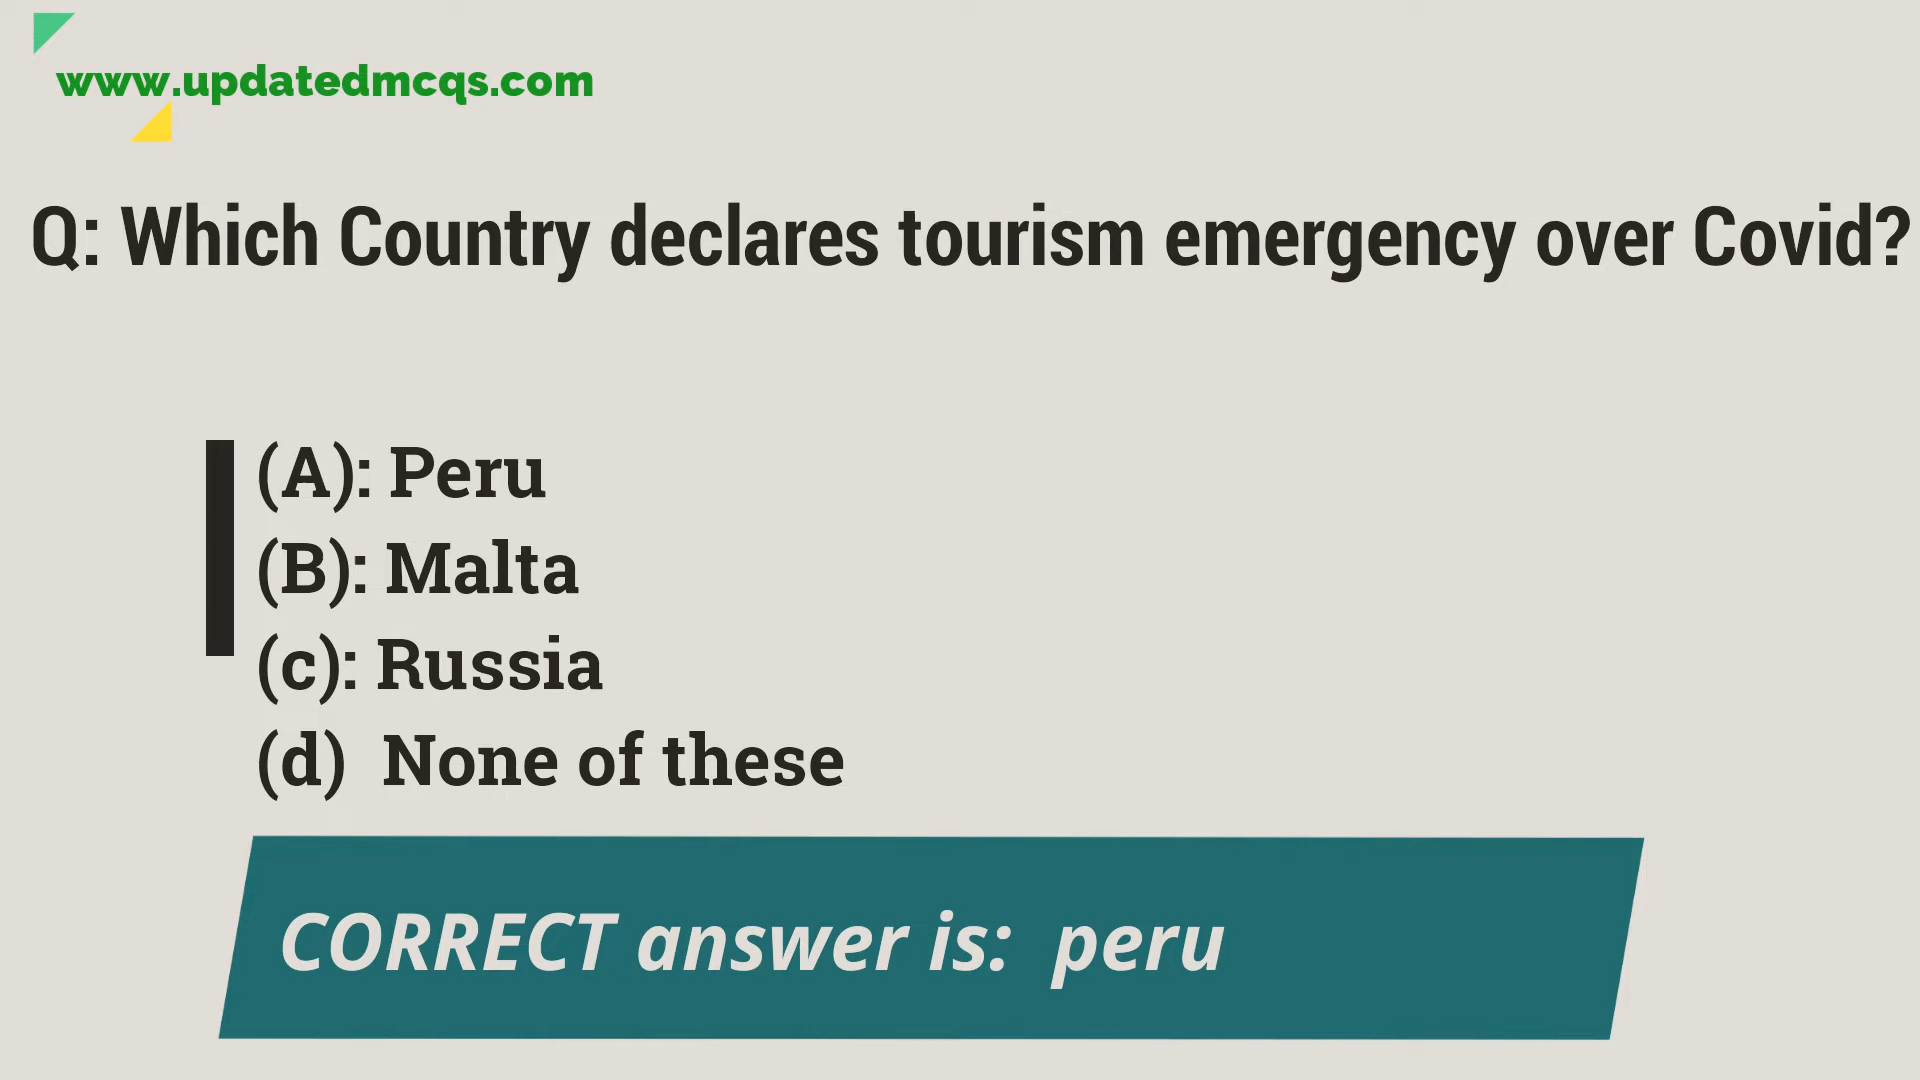 www.updatedmcqs.com
Q: Which Country declares tourism emergency over Covid?
(A): Peru
(B): Malta
(c): Russia
(d)  None of these
CORRECT answer is:  peru